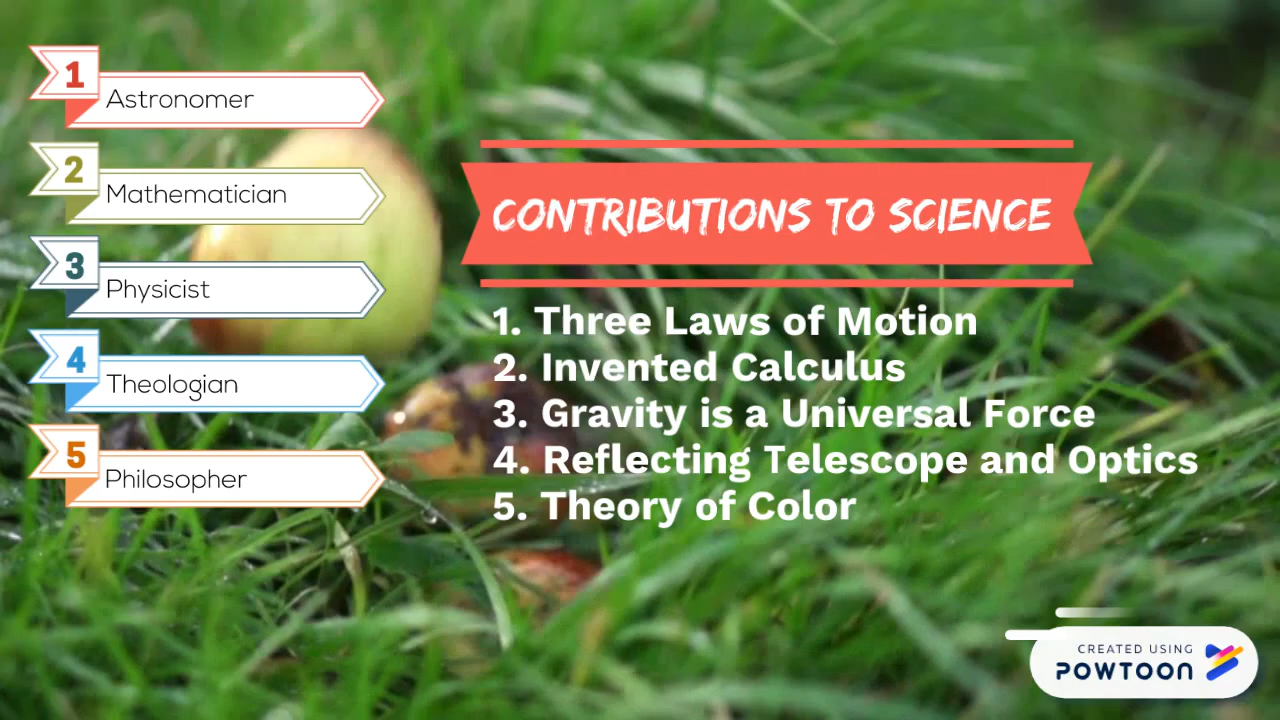 1
Astronomer
2
Mathematician
3
Physicist
4
Theologian
5
Philosopher
CONTRIBUTIONS TO SCIENCE
1. Three Laws of Motion
2. Invented Calculus
3. Gravity is a Universal Force
4. Reflecting Telescope and Optics
5. Theory of Color
CREATED USING
POWTOON